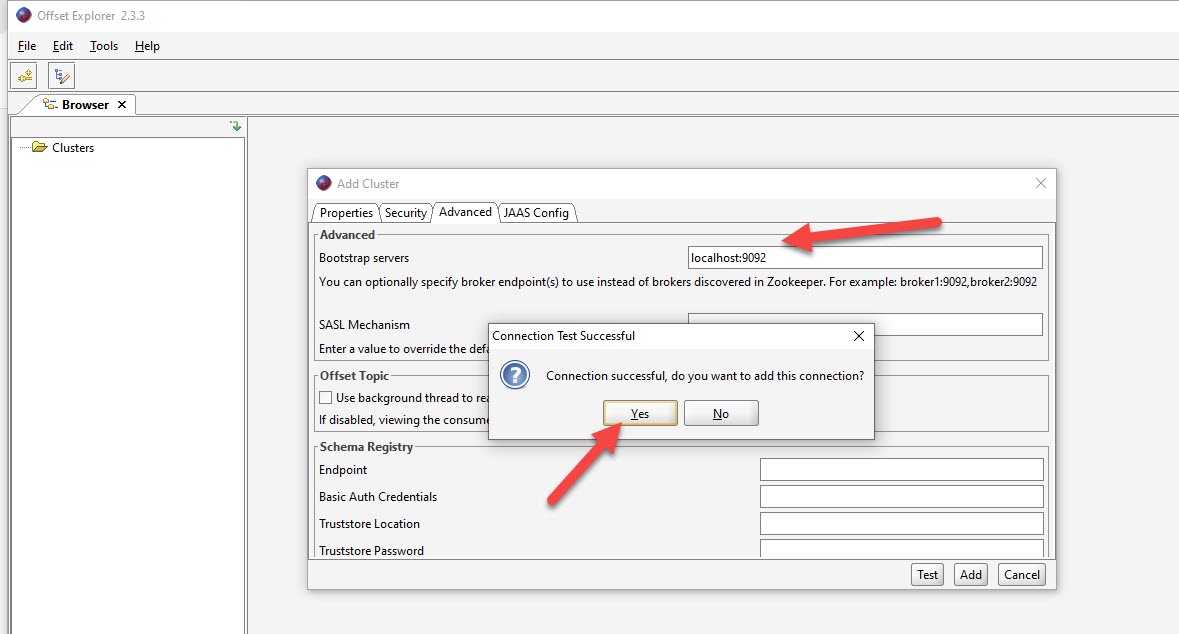 Offset Explorer 2.3.3
File Edit Tools Help
Browser
Clusters
Add Cluster
Properties Security Advanced JAAS Config
Advanced
Bootstrap servers localhost:9092
You can optionally specify broker endpoint(s) to use instead of brokers discovered in Zookeeper. For example: broker1:9092,broker2:9092
SASL Mechanism
Enter a value to override the defa
Connection Test Successful
Connection successful, do you want to add this connection?
Yes No
Offset Topic
Use background thread to rea
If disabled, viewing the consume
Schema Registry
Endpoint
Basic Auth Credentials
Truststore Location
Truststore Password
Test Add Cancel